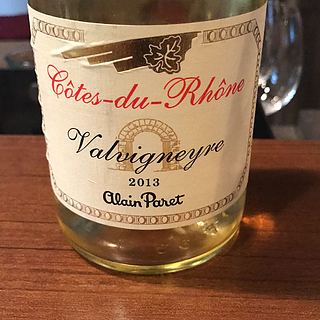 Côtes-du-Rhône
Valvigneyre
2013
Alain Paret